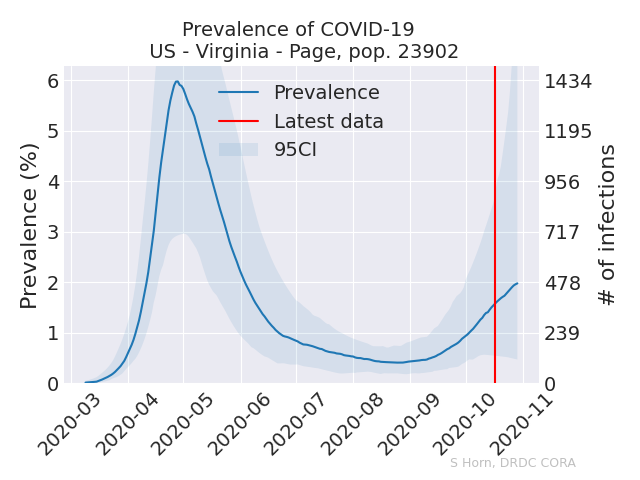 Prevalence of COVID-19
US - Virginia - Page, pop. 23902
Prevalence
Latest data
95CI
Prevalence (%)
6
5
4
3
2
1
0
1434
1195
956
717
478
239
0
# of infections
2020-03
2020-04
2020-05
2020-06
2020-07
2020-08
2020-09
2020-10
2020-11
S Horn, DRDC CORA